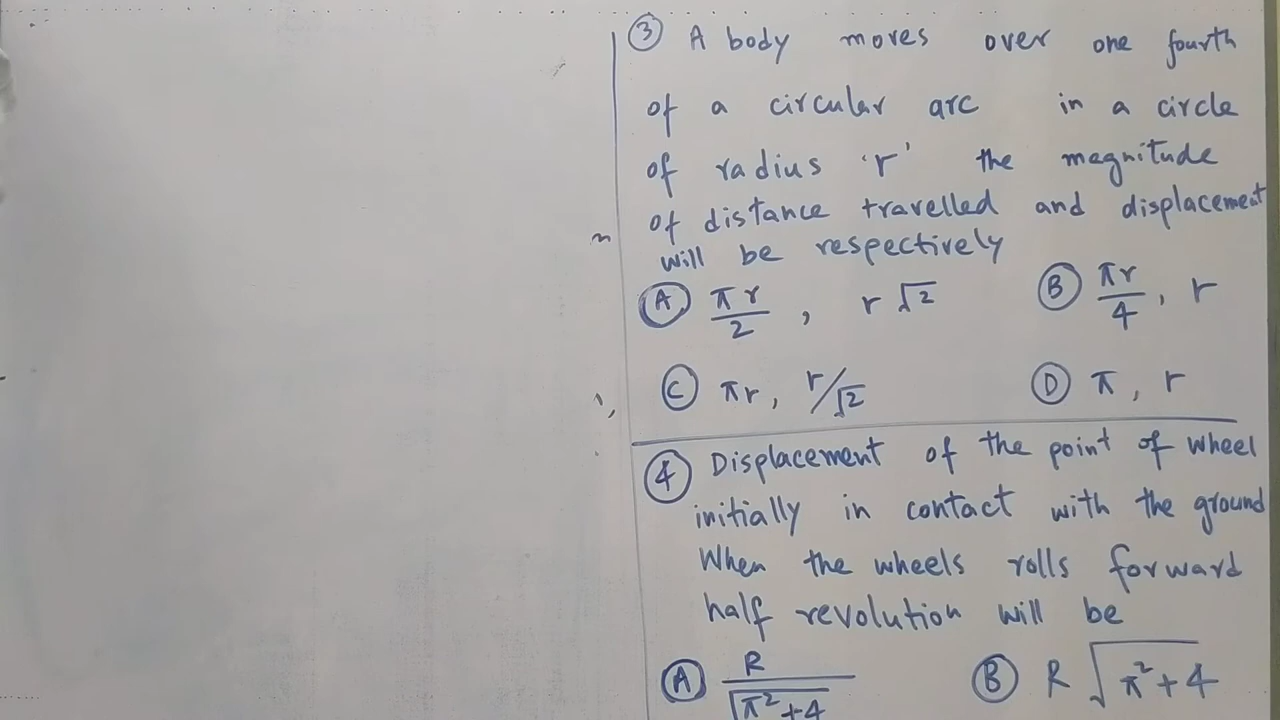 ③ A body moves over one fourth
of a circular arc in a circle
of radius 'r' the magnitude
of distance travelled and displacement
will be respectively
Ⓐ πr/2, r√2 Ⓑ πr/4, r
Ⓒ πr, r/√2 Ⓓ π, r
④ Displacement of the point of wheel
initially in contact with the ground
When the wheels rolls forward
half revolution will be
Ⓐ R/√π²+4 Ⓑ R√π²+4